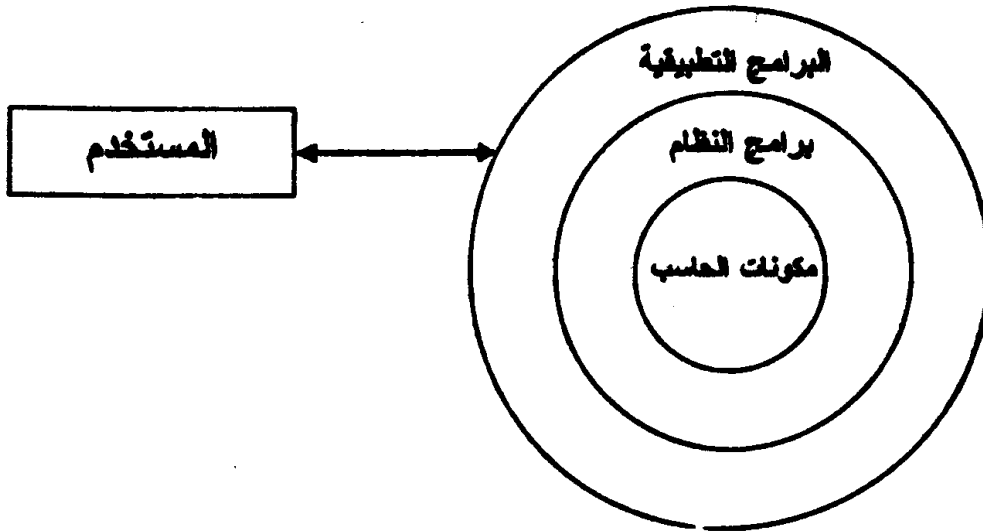 البرامج التطبيقية
المستخدم
برامج النظام
مكونات الحاسب